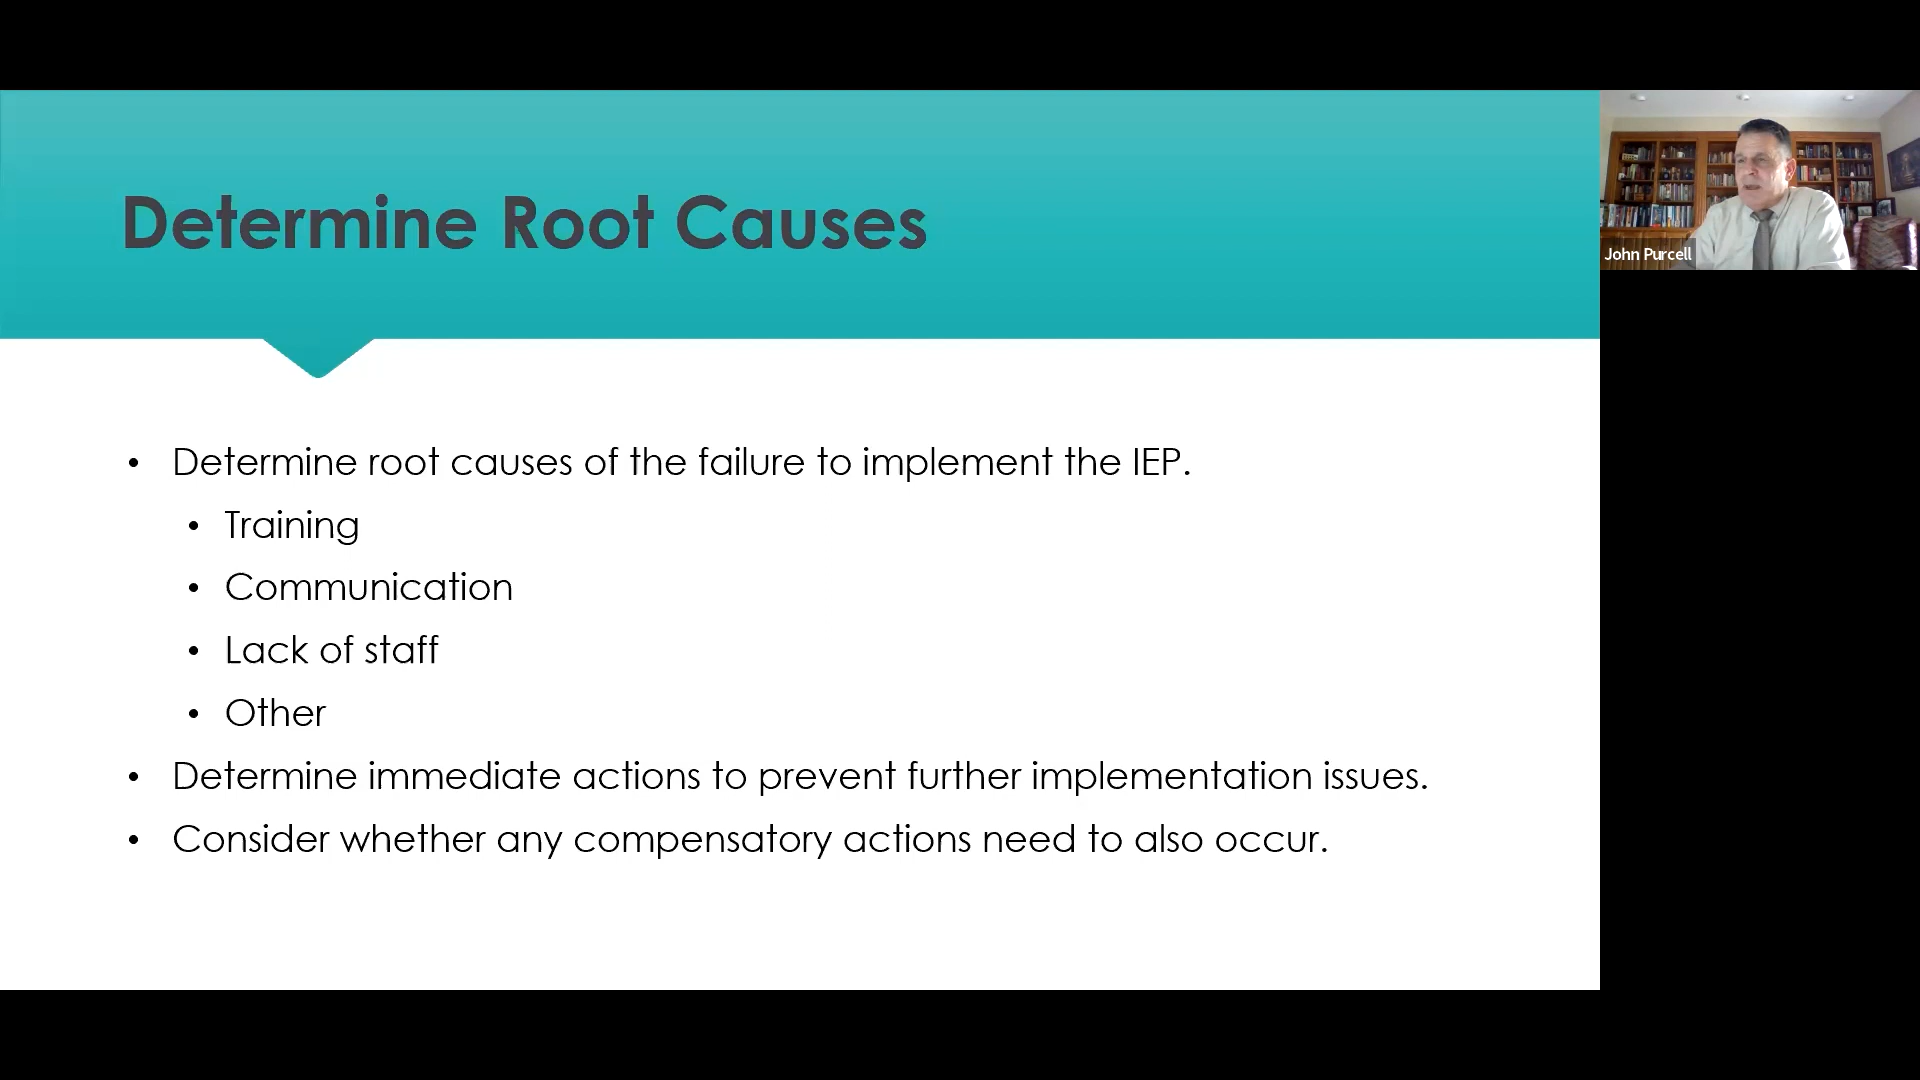 Determine Root Causes
John Purcell
• Determine root causes of the failure to implement the IEP.
• Training
• Communication
• Lack of staff
• Other
• Determine immediate actions to prevent further implementation issues.
• Consider whether any compensatory actions need to also occur.